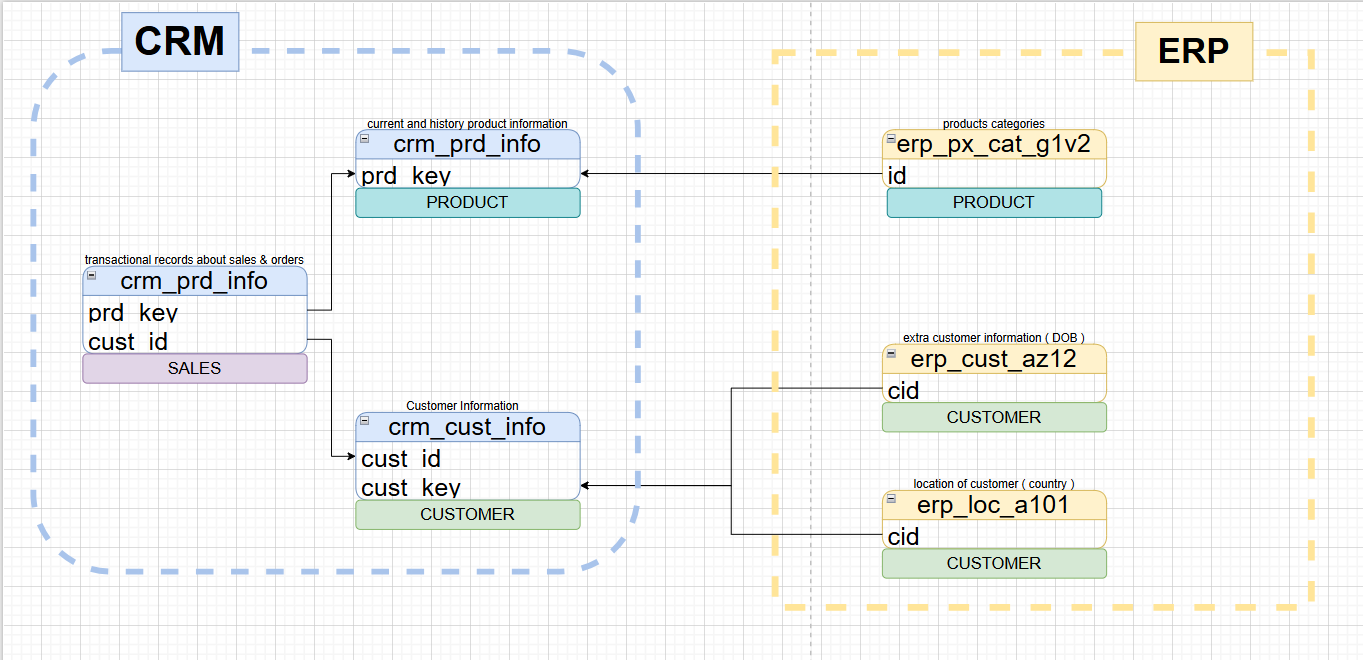 CRM
ERP
current and history product information
crm_prd_info
prd_key
PRODUCT
products categories
erp_px_cat_g1v2
id
PRODUCT
transactional records about sales & orders
crm_prd_info
prd_key
cust_id
SALES
extra customer information ( DOB )
erp_cust_az12
cid
CUSTOMER
Customer Information
crm_cust_info
cust_id
cust_key
CUSTOMER
location of customer ( country )
erp_loc_a101
cid
CUSTOMER